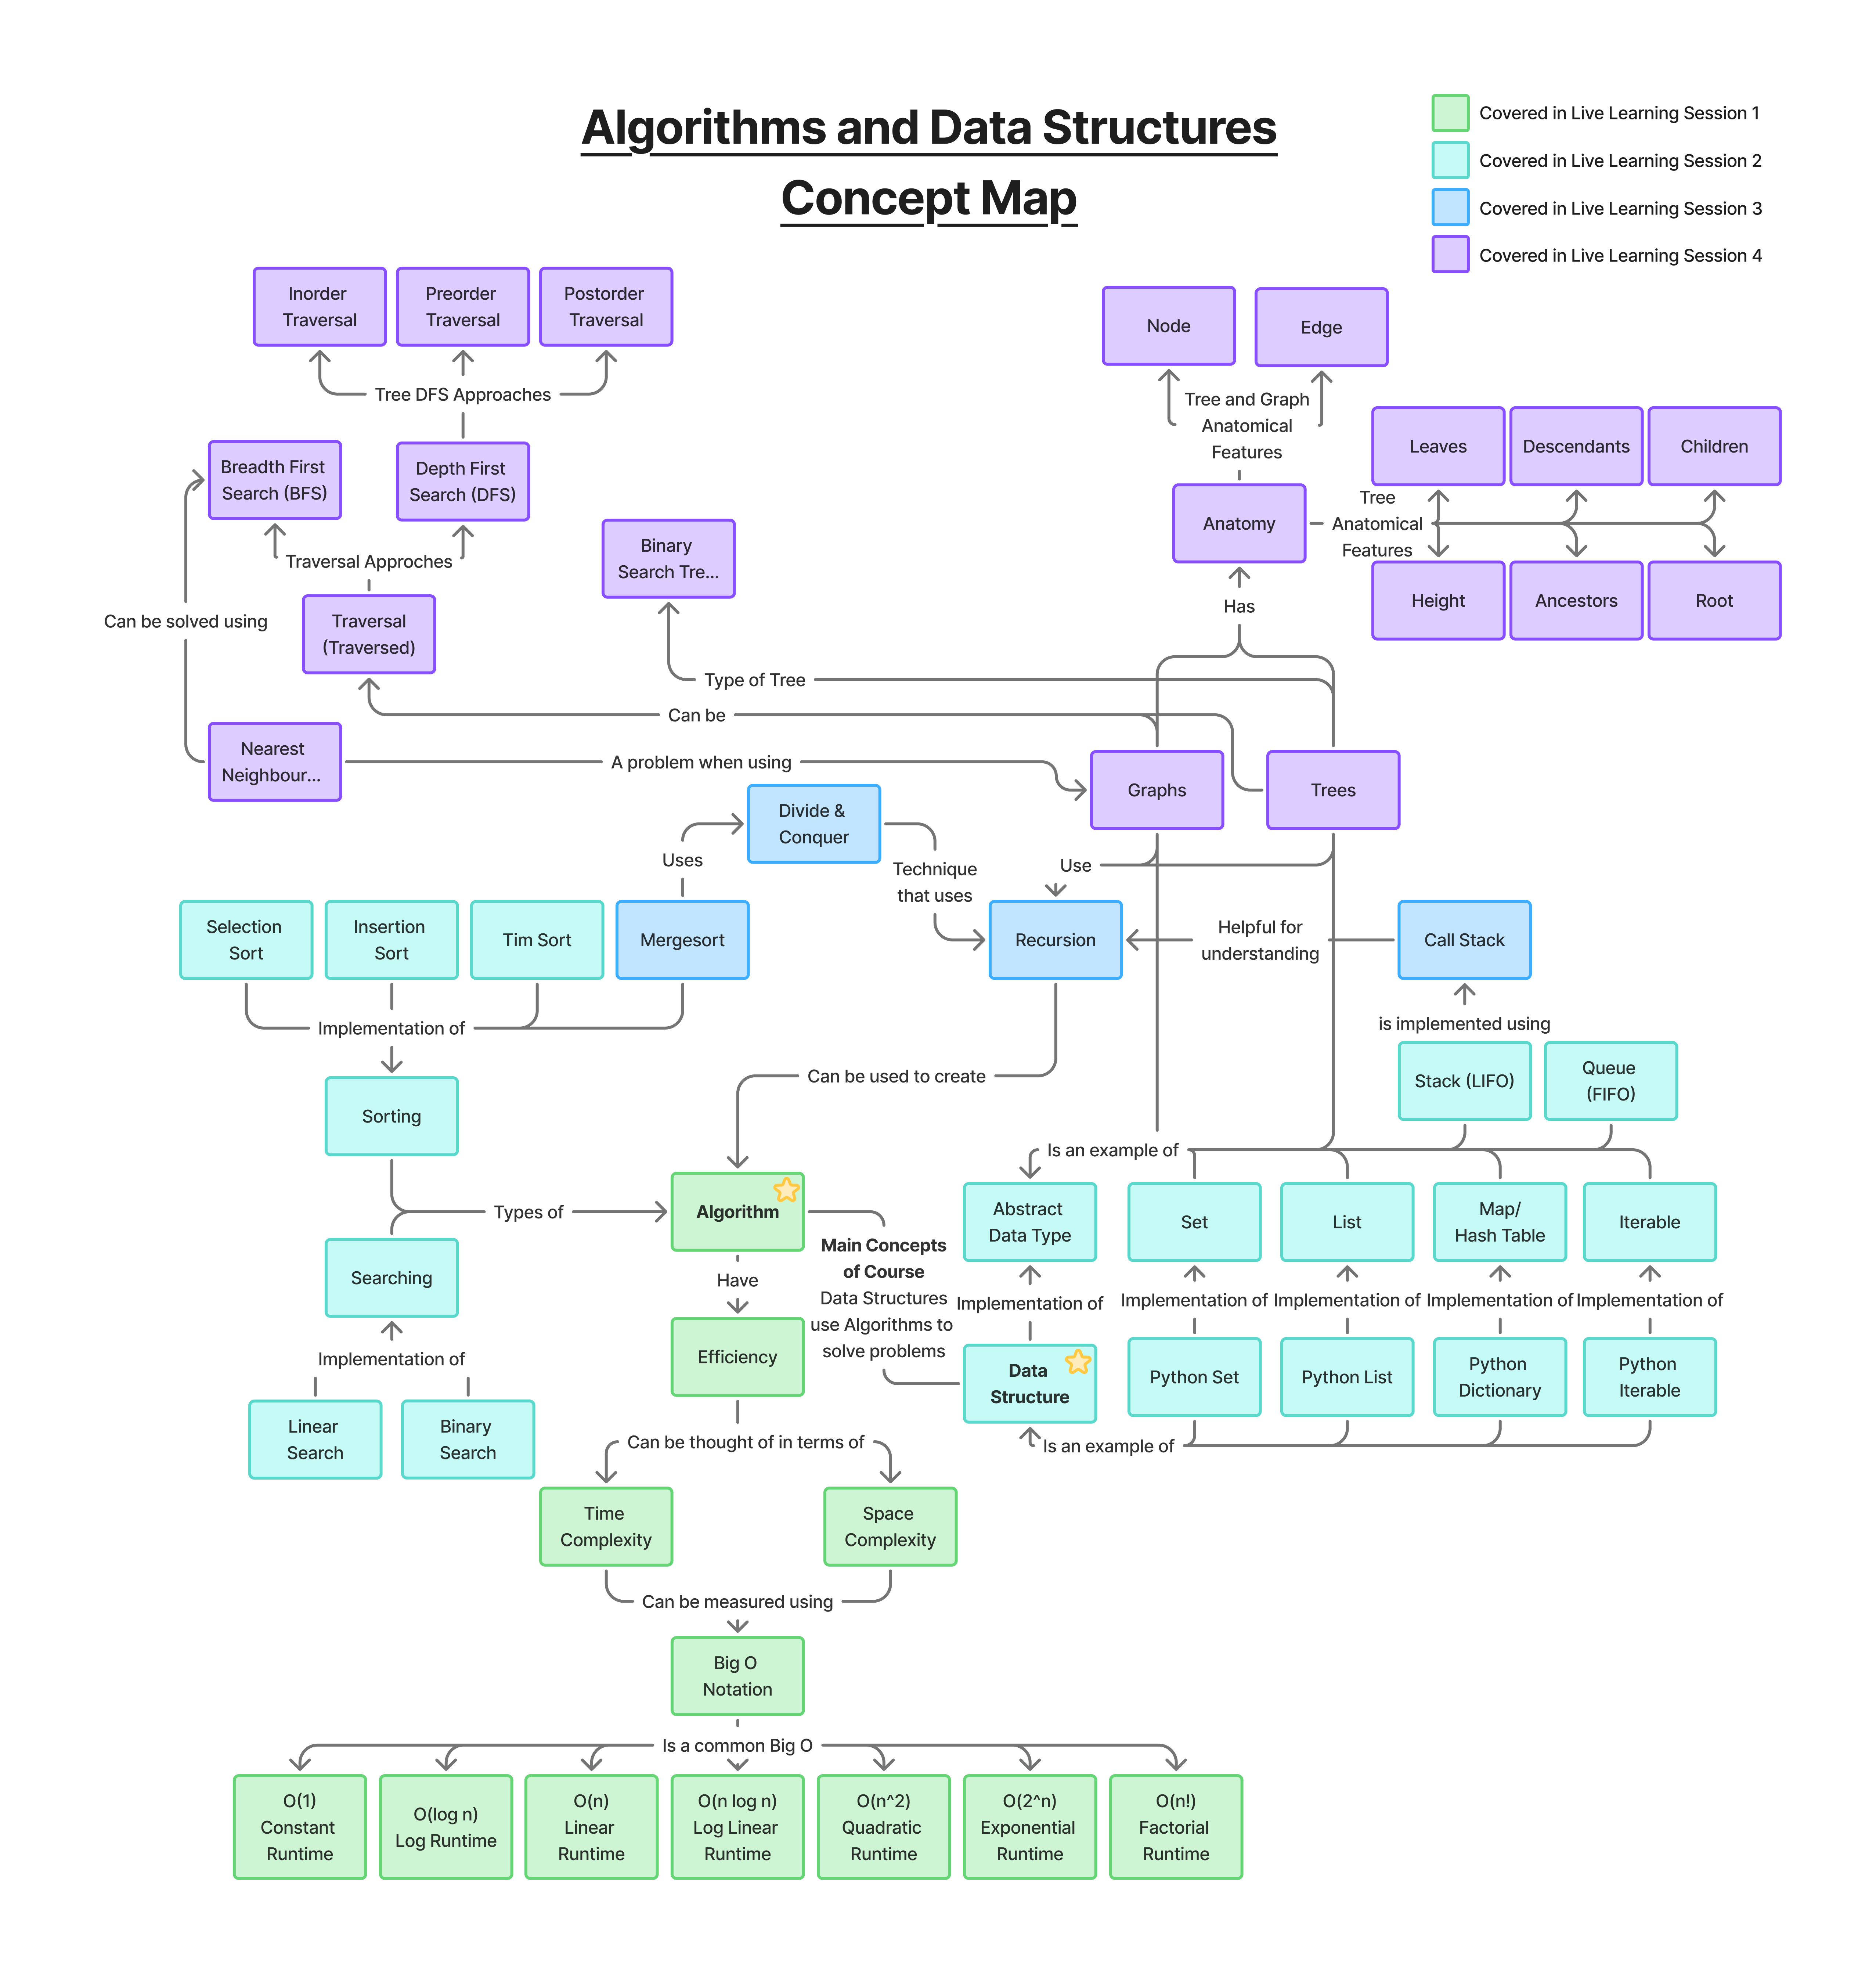 Algorithms and Data Structures
Concept Map
Covered in Live Learning Session 1
Covered in Live Learning Session 2
Covered in Live Learning Session 3
Covered in Live Learning Session 4
Inorder
Traversal
Preorder
Traversal
Postorder
Traversal
Tree DFS Approaches
Breadth First
Search (BFS)
Depth First
Search (DFS)
Traversal Approches
Traversal
(Traversed)
Can be solved using
Binary
Search Tre...
Node
Edge
Tree and Graph
Anatomical
Features
Anatomy
Tree
Anatomical
Features
Leaves
Descendants
Children
Height
Ancestors
Root
Has
Type of Tree
Can be
Nearest
Neighbour...
A problem when using
Graphs
Trees
Divide &
Conquer
Uses
Technique
that uses
Use
Selection
Sort
Insertion
Sort
Tim Sort
Mergesort
Recursion
Helpful for
understanding
Call Stack
Implementation of
is implemented using
Sorting
Can be used to create
Stack (LIFO)
Queue
(FIFO)
Is an example of
Types of
Algorithm
Abstract
Data Type
Set
List
Map/
Hash Table
Iterable
Searching
Have
Main Concepts
of Course
Data Structures
use Algorithms to
solve problems
Implementation of
Implementation of
Implementation of
Implementation of
Implementation of
Implementation of
Efficiency
Data
Structure
Python Set
Python List
Python
Dictionary
Python
Iterable
Linear
Search
Binary
Search
Can be thought of in terms of
Is an example of
Time
Complexity
Space
Complexity
Can be measured using
Big O
Notation
Is a common Big O
O(1)
Constant
Runtime
O(log n)
Log Runtime
O(n)
Linear
Runtime
O(n log n)
Log Linear
Runtime
O(n^2)
Quadratic
Runtime
O(2^n)
Exponential
Runtime
O(n!)
Factorial
Runtime